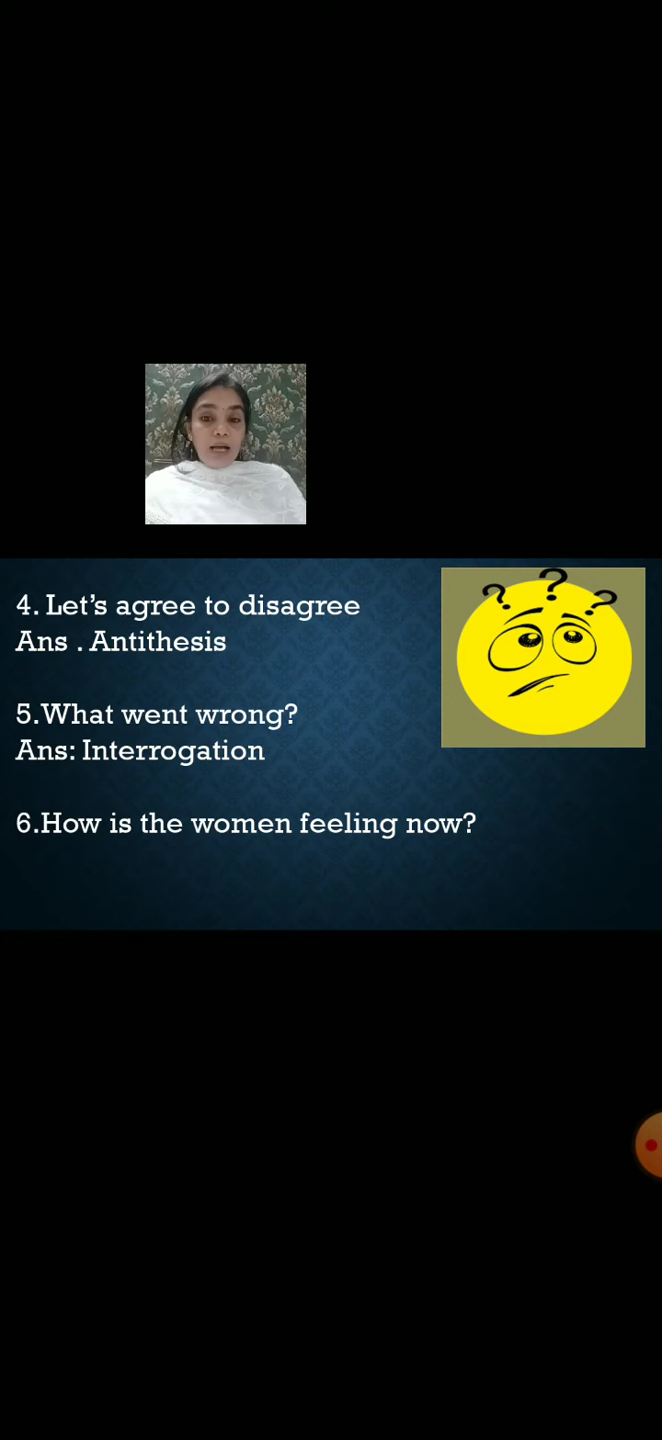 4. Let's agree to disagree
Ans . Antithesis
5.What went wrong?
Ans: Interrogation
6.How is the women feeling now?